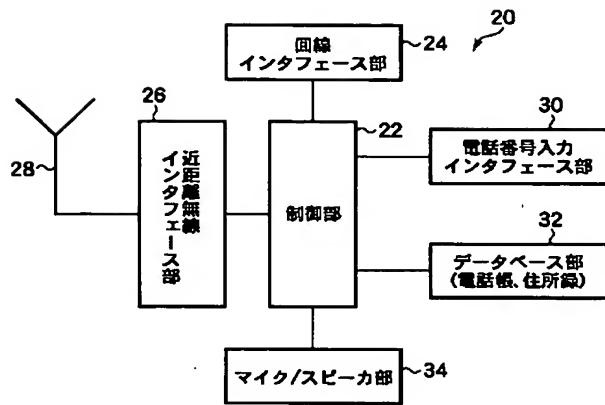 回線
インタフェース部
24
20
26
近距離無線
インタフェース部
28
22
制御部
30
電話番号入力
インタフェース部
32
データベース部
(電話帳、住所録)
マイク/スピーカ部
34